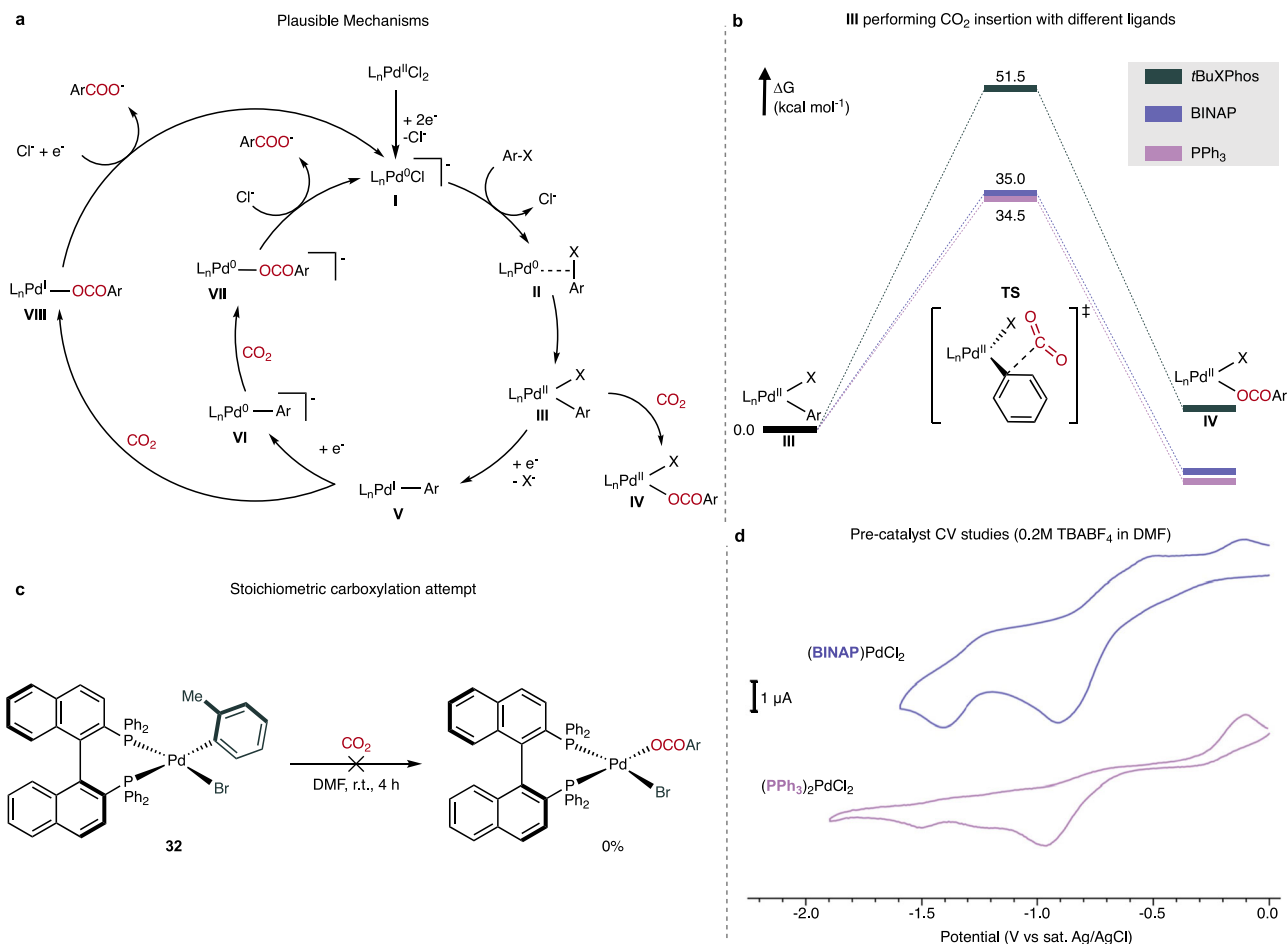 a
Plausible Mechanisms
LₙPdᴵᴵCl₂
+ 2e⁻
-Cl⁻
ArCOO⁻
Cl⁻ + e⁻
ArCOO⁻
Cl⁻
LₙPd⁰Cl
-
I
Ar-X
Cl⁻
LₙPd⁰
X
Ar
II
LₙPd⁰
OCOAr
-
VII
LₙPdᴵ
OCOAr
VIII
CO₂
LₙPd⁰
Ar
-
VI
CO₂
+ e⁻
LₙPdᴵᴵ
X
Ar
III
CO₂
+ e⁻
- X⁻
LₙPdᴵ
Ar
V
LₙPdᴵᴵ
X
OCOAr
IV
b
III performing CO₂ insertion with different ligands
ΔG
(kcal mol⁻¹)
51.5
35.0
34.5
tBuXPhos
BINAP
PPh₃
TS
LₙPdᴵᴵ
X
O
C
O
‡
LₙPdᴵᴵ
X
Ar
0.0
III
LₙPdᴵᴵ
X
OCOAr
IV
c
Stoichiometric carboxylation attempt
Ph₂
P
P
Ph₂
Pd
Me
Br
32
CO₂
DMF, r.t., 4 h
Ph₂
P
P
Ph₂
Pd
OCOAr
Br
0%
d
Pre-catalyst CV studies (0.2M TBABF₄ in DMF)
(BINAP)PdCl₂
1 µA
(PPh₃)₂PdCl₂
-2.0
-1.5
-1.0
-0.5
0.0
Potential (V vs sat. Ag/AgCl)